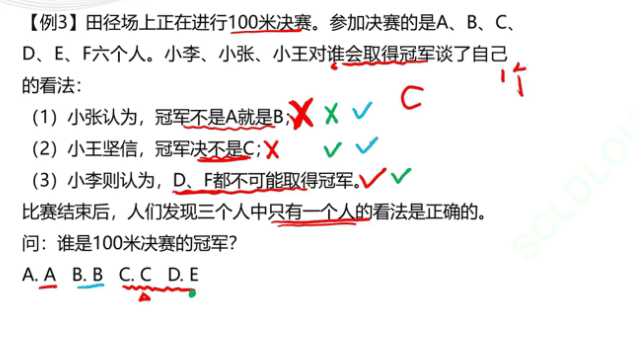 【例3】田径场上正在进行100米决赛。参加决赛的是A、B、C、
D、E、F六个人。小李、小张、小王对谁会取得冠军谈了自己
的看法：
（1）小张认为，冠军不是A就是B；
C
1个
（2）小王坚信，冠军决不是C；
（3）小李则认为，D、F都不可能取得冠军。
比赛结束后，人们发现三个人中只有一个人的看法是正确的。
问：谁是100米决赛的冠军？
A. A B. B C. C D. E
SCLDLOU